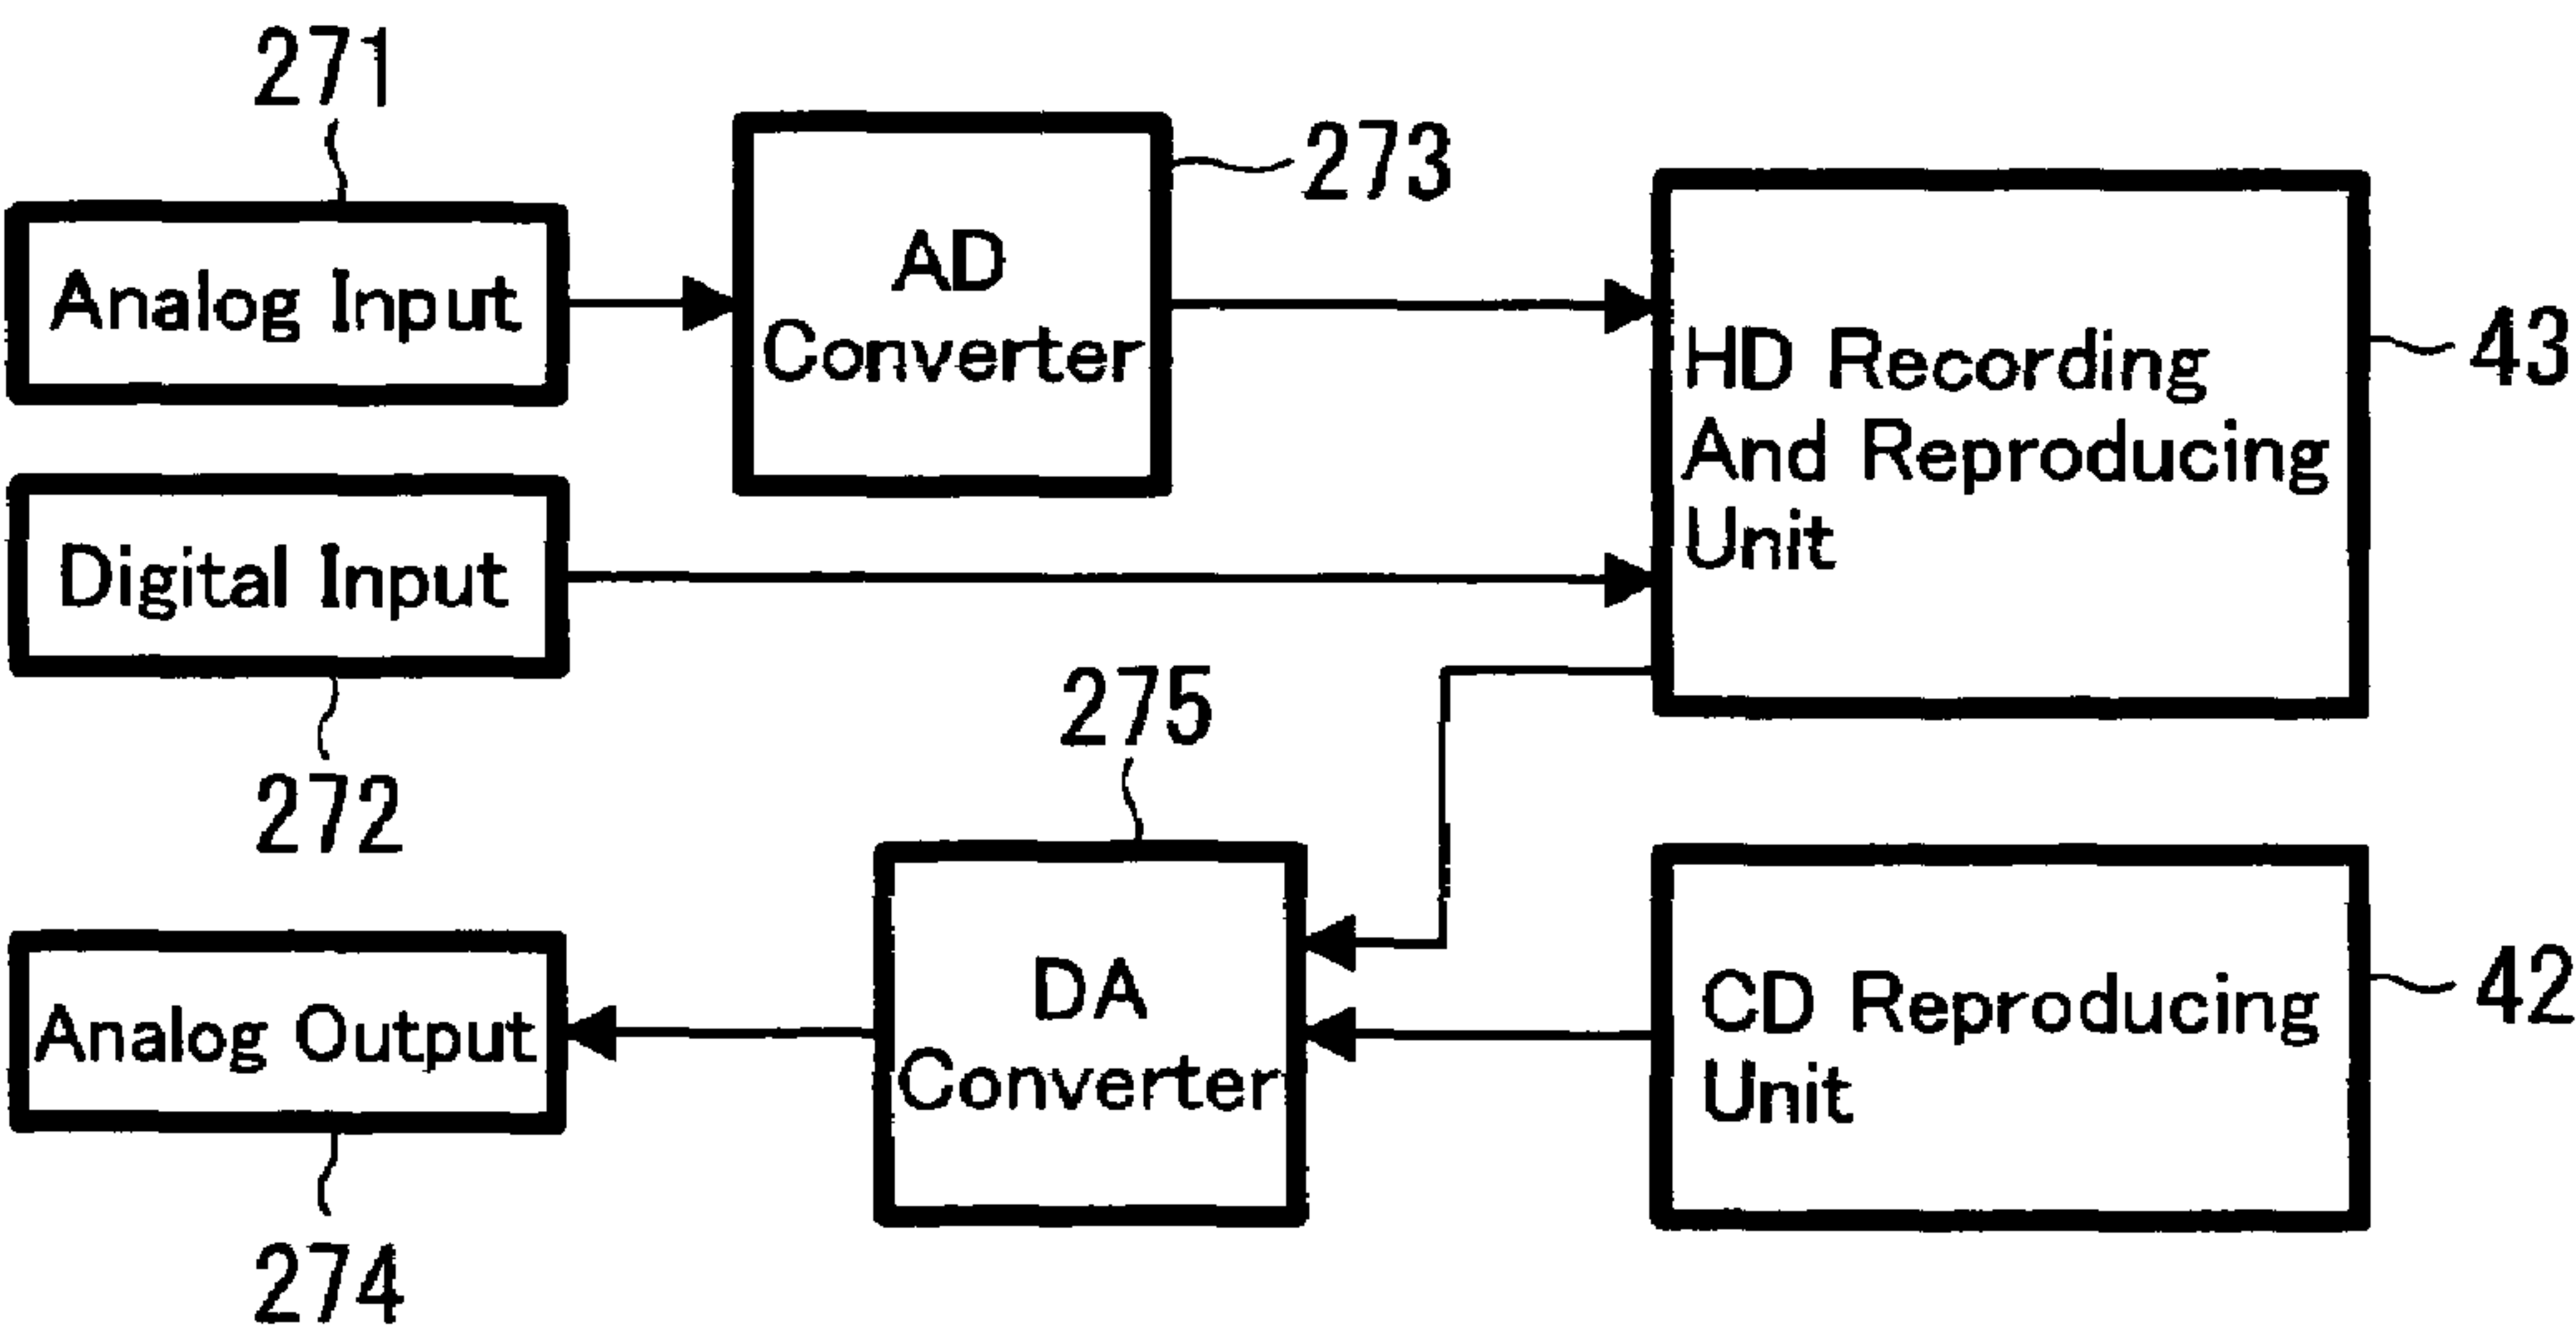 271
273
AD
Converter
Analog Input
HD Recording
And Reproducing
Unit
43
Digital Input
272
275
DA
Converter
Analog Output
274
CD Reproducing
Unit
42